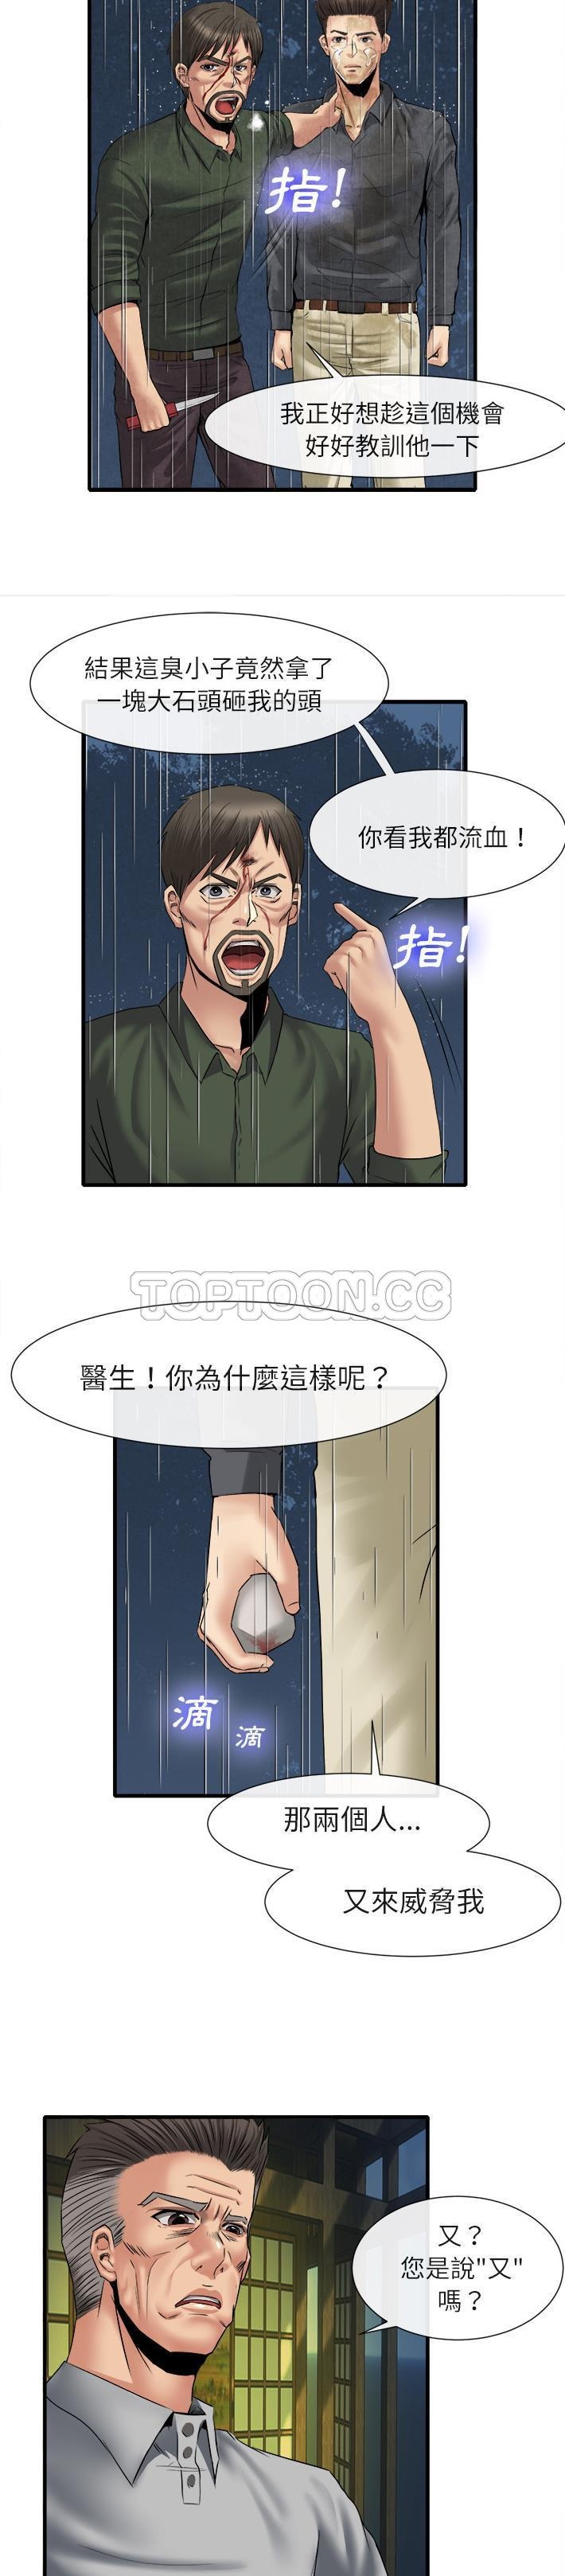 指!
我正好想趁這個機會
好好教訓他一下
結果這臭小子竟然拿了
一塊大石頭砸我的頭
你看我都流血！
指!
TOPTOON.CC
醫生！你為什麼這樣呢？
滴
滴
那兩個人...
又來威脅我
又？
您是說"又"
嗎？